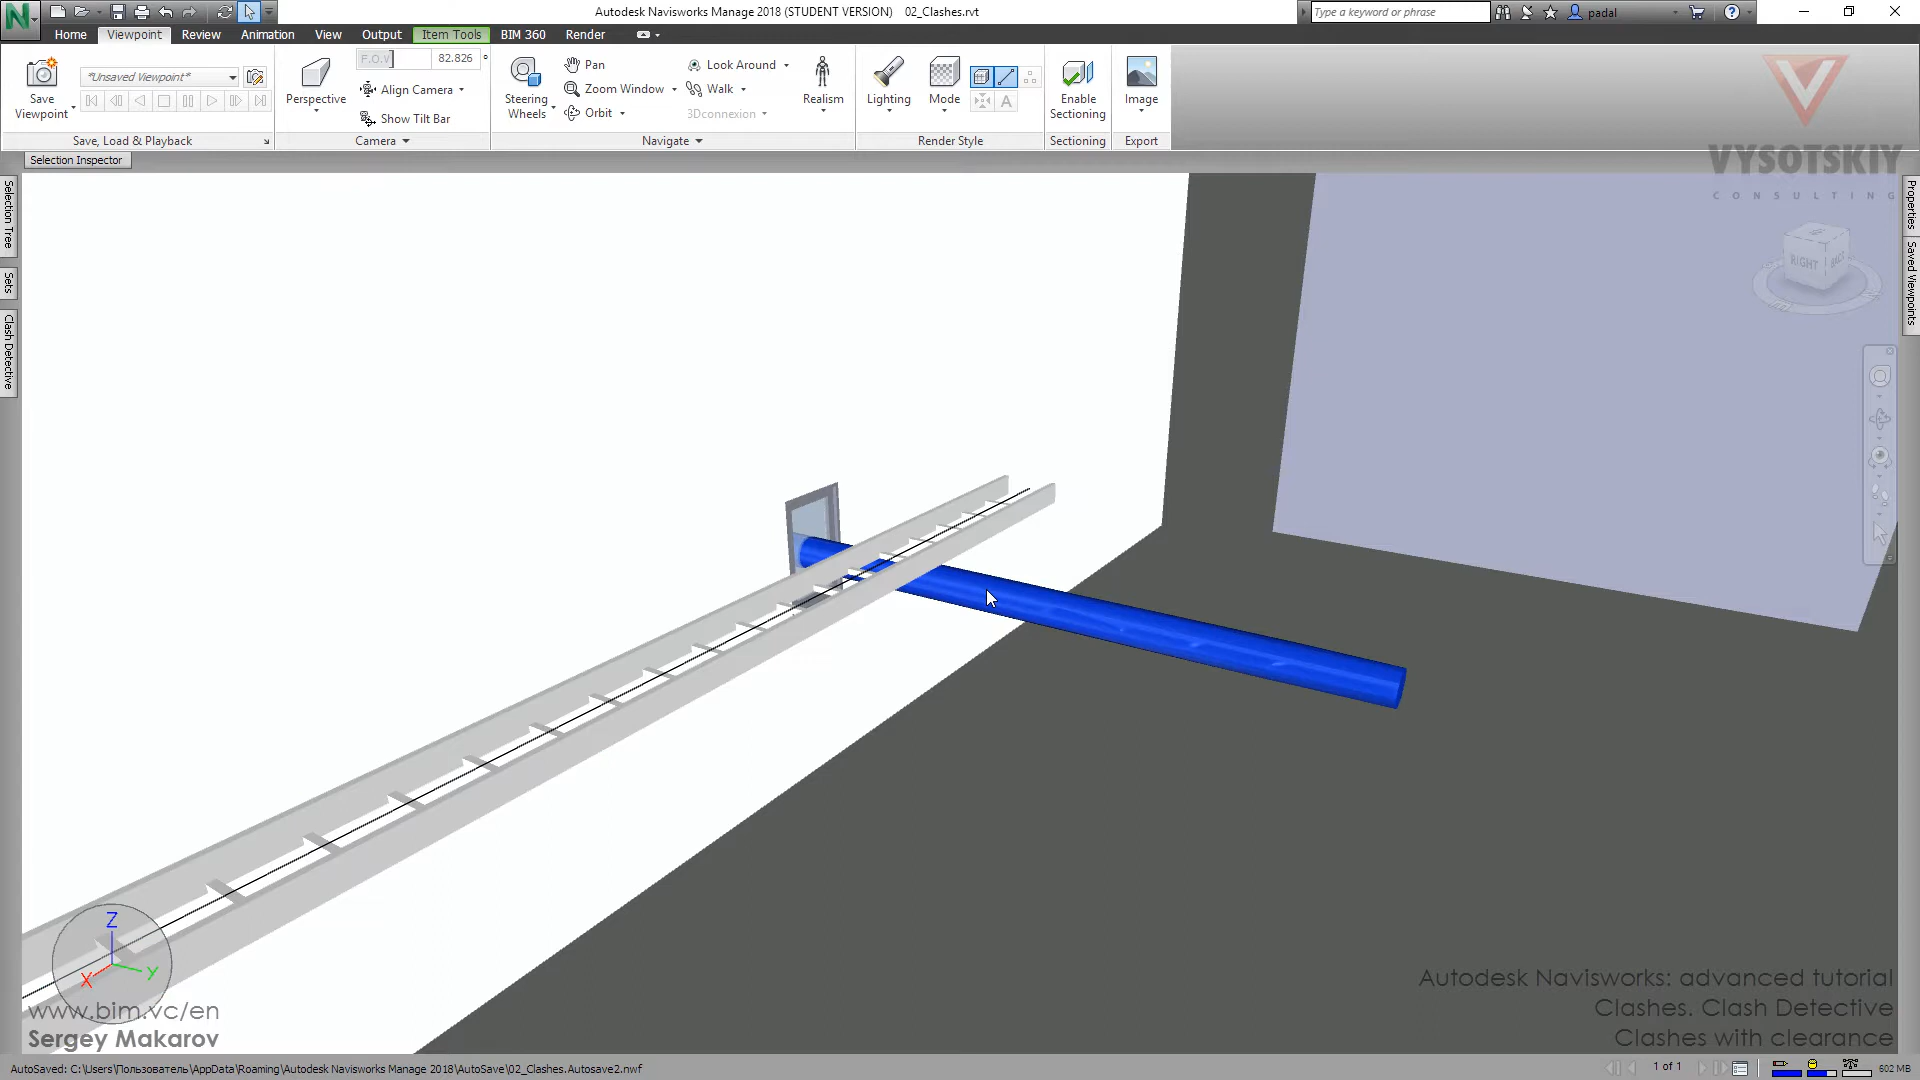 Autodesk Navisworks Manage 2018 (STUDENT VERSION) 02_Clashes.rvt
Type a keyword or phrase
padal
Home Viewpoint Review Animation View Output Item Tools BIM 360 Render
*Unsaved Viewpoint*
Save
Viewpoint
Save, Load & Playback
Perspective
F.O.V
82.826 °
Align Camera
Show Tilt Bar
Camera
Steering
Wheels
Pan
Zoom Window
Orbit
Look Around
Walk
3Dconnexion
Realism
Navigate
Lighting
Mode
Render Style
Enable
Sectioning
Sectioning
Image
Export
VYSOTSKIY
CONSULTING
Selection Inspector
Selection Tree
Sets
Clash Detective
Properties
Saved Viewpoints
RIGHT BACK
Z
X
Y
www.bim.vc/en
Sergey Makarov
Autodesk Navisworks: advanced tutorial
Clashes. Clash Detective
Clashes with clearance
AutoSaved: C:\Users\Пользователь\AppData\Roaming\Autodesk Navisworks Manage 2018\AutoSave\02_Clashes.Autosave2.nwf
1 of 1
602 MB